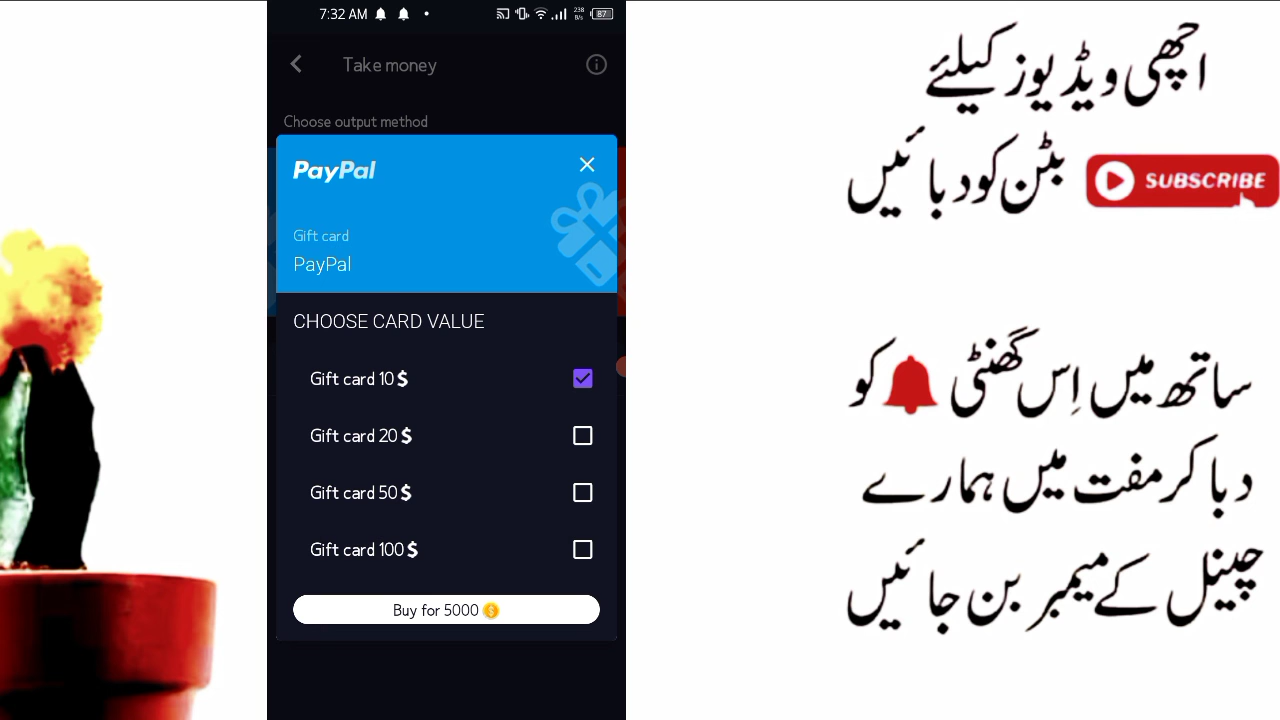 7:32 AM
238 B/s
87
Take money
Choose output method
PayPal
Gift card
PayPal
CHOOSE CARD VALUE
Gift card 10 $
Gift card 20 $
Gift card 50 $
Gift card 100 $
Buy for 5000
اچھی ویڈیوز کیلئے
SUBSCRIBE بٹن کو دبائیں
ساتھ میں اِس گھنٹی کو
دبا کر مفت میں ہمارے
چینل کے میمبر بن جائیں